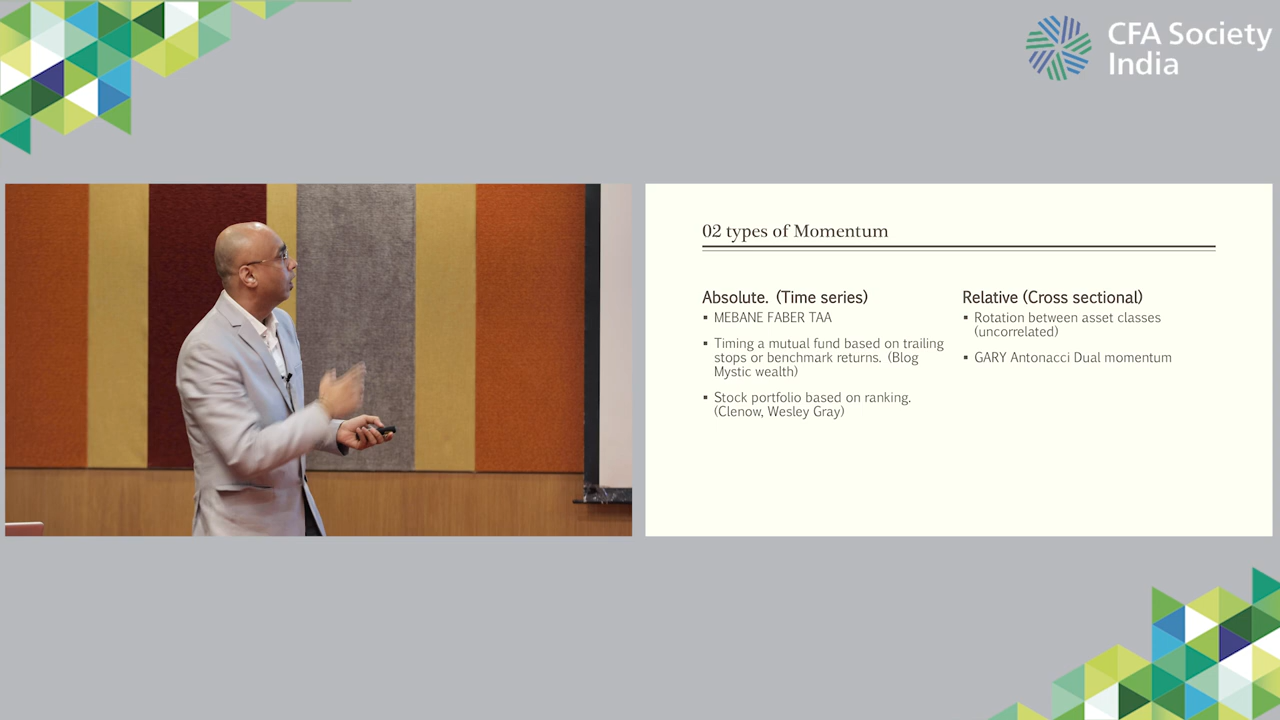 CFA Society
India
02 types of Momentum
Absolute. (Time series)
▪ MEBANE FABER TAA
▪ Timing a mutual fund based on trailing
stops or benchmark returns. (Blog
Mystic wealth)
▪ Stock portfolio based on ranking.
(Clenow, Wesley Gray)
Relative (Cross sectional)
▪ Rotation between asset classes
(uncorrelated)
▪ GARY Antonacci Dual momentum